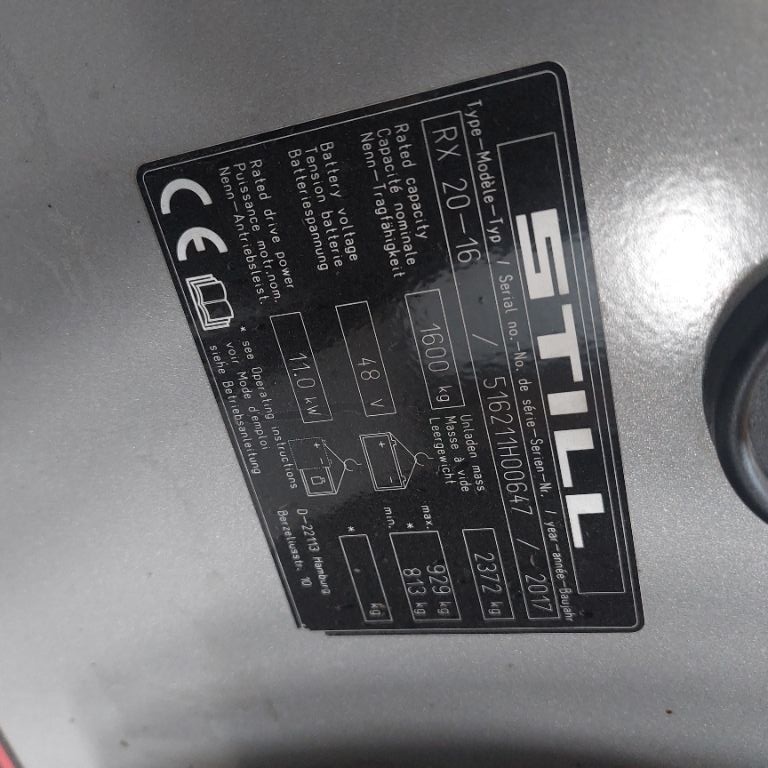 STILL
Type-Modèle-Typ / Serial no.-No. de série-Serien-Nr. / year-année-Baujahr
RX 20-16 / 516211H00647 / - 2017
Rated capacity
Capacité nominale
Nenn-Tragfähigkeit
1600 kg
Unladen mass
Masse à vide
Leergewicht
2372 kg
Battery voltage
Tension batterie
Batteriespannung
48 V
max. 929 kg
* min. 813 kg
Rated drive power
Puissance motr.nom.
Nenn-Antriebsleist.
11.0 kW
* - kg
CE
* see Operating instructions
voir Mode d'emploi
siehe Betriebsanleitung
D-22113 Hamburg
Berzeliusstr. 10